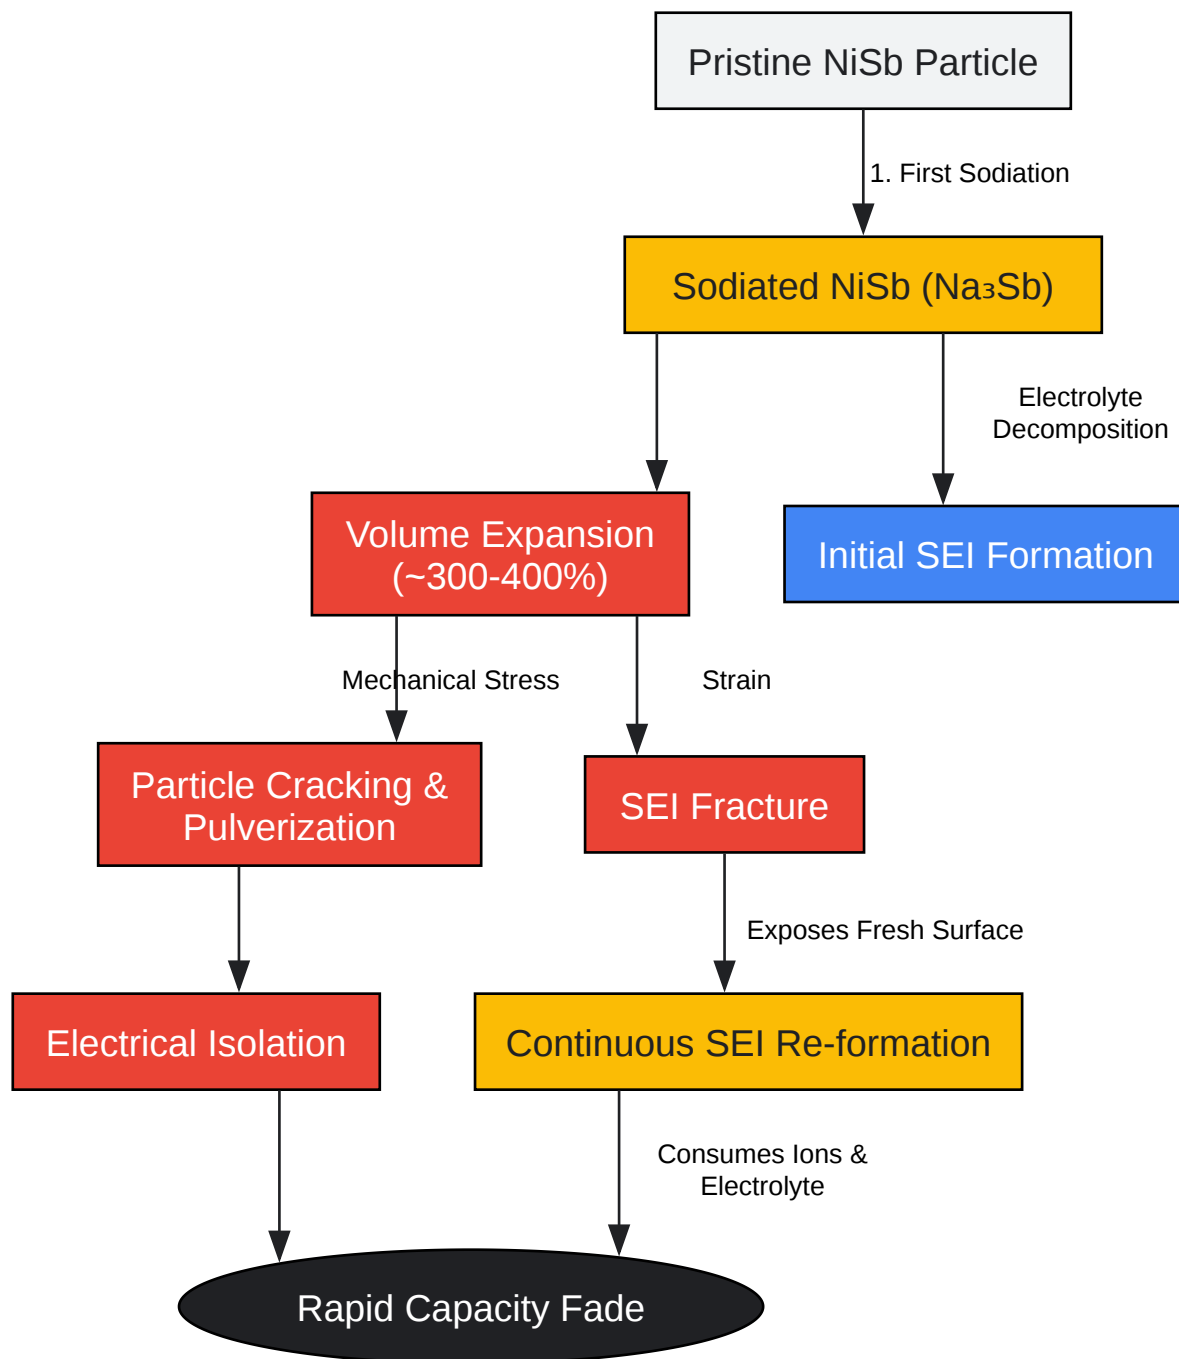 Pristine NiSb Particle
1. First Sodiation
Sodiated NiSb (Na₃Sb)
Electrolyte
Decomposition
Volume Expansion
(~300-400%)
Initial SEI Formation
Mechanical Stress
Strain
Particle Cracking &
Pulverization
SEI Fracture
Exposes Fresh Surface
Electrical Isolation
Continuous SEI Re-formation
Consumes Ions &
Electrolyte
Rapid Capacity Fade